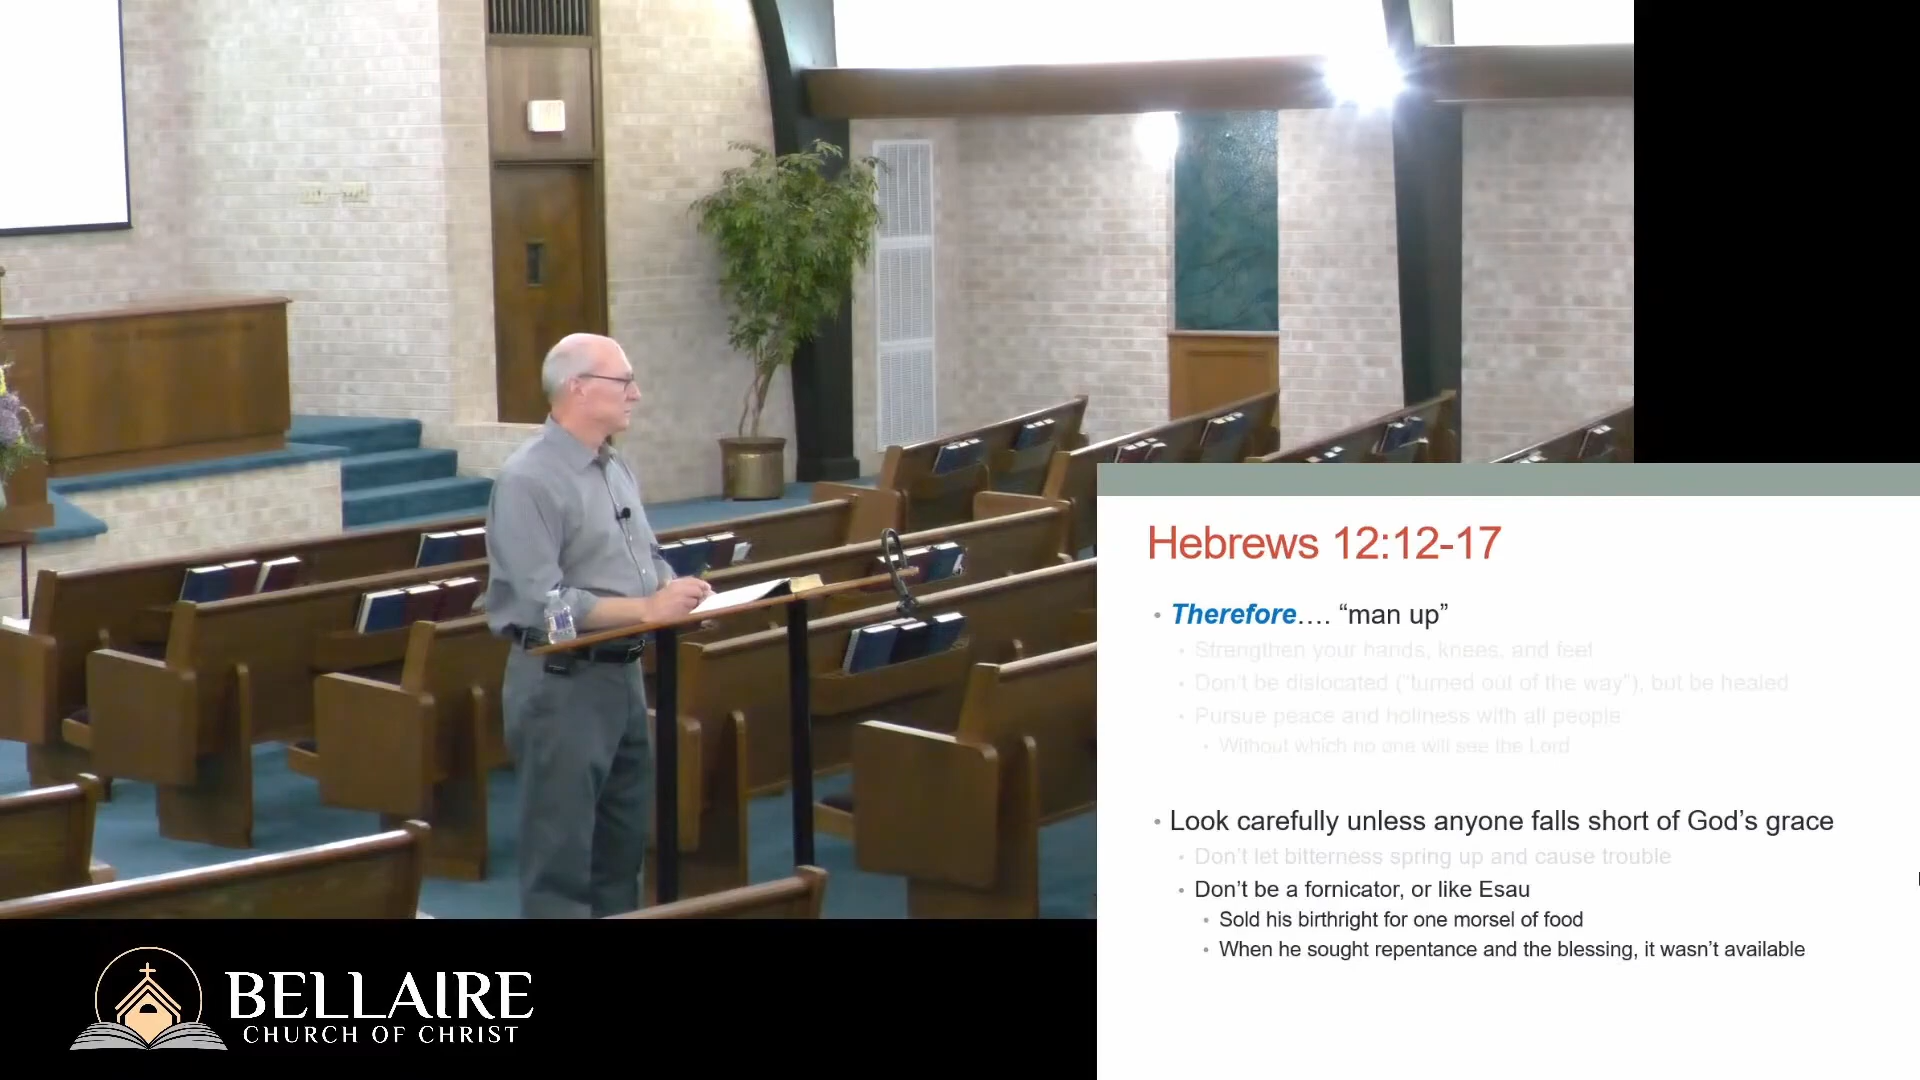 Hebrews 12:12-17
• Therefore…. “man up”
• Strengthen your hands, knees, and feet
• Don’t be dislocated (“turned out of the way”), but be healed
• Pursue peace and holiness with all people
• Without which no one will see the Lord
• Look carefully unless anyone falls short of God’s grace
• Don’t let bitterness spring up and cause trouble
• Don’t be a fornicator, or like Esau
• Sold his birthright for one morsel of food
• When he sought repentance and the blessing, it wasn’t available
BELLAIRE
CHURCH OF CHRIST